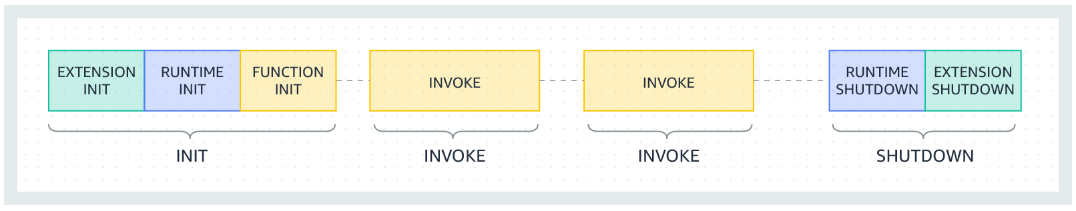 EXTENSION
INIT
RUNTIME
INIT
FUNCTION
INIT
INVOKE
INVOKE
RUNTIME
SHUTDOWN
EXTENSION
SHUTDOWN
INIT
INVOKE
INVOKE
SHUTDOWN